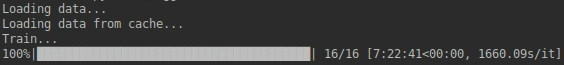 Loading data...
Loading data from cache...
Train...
100%|██████████████████████████████████████| 16/16 [7:22:41<00:00, 1660.09s/it]